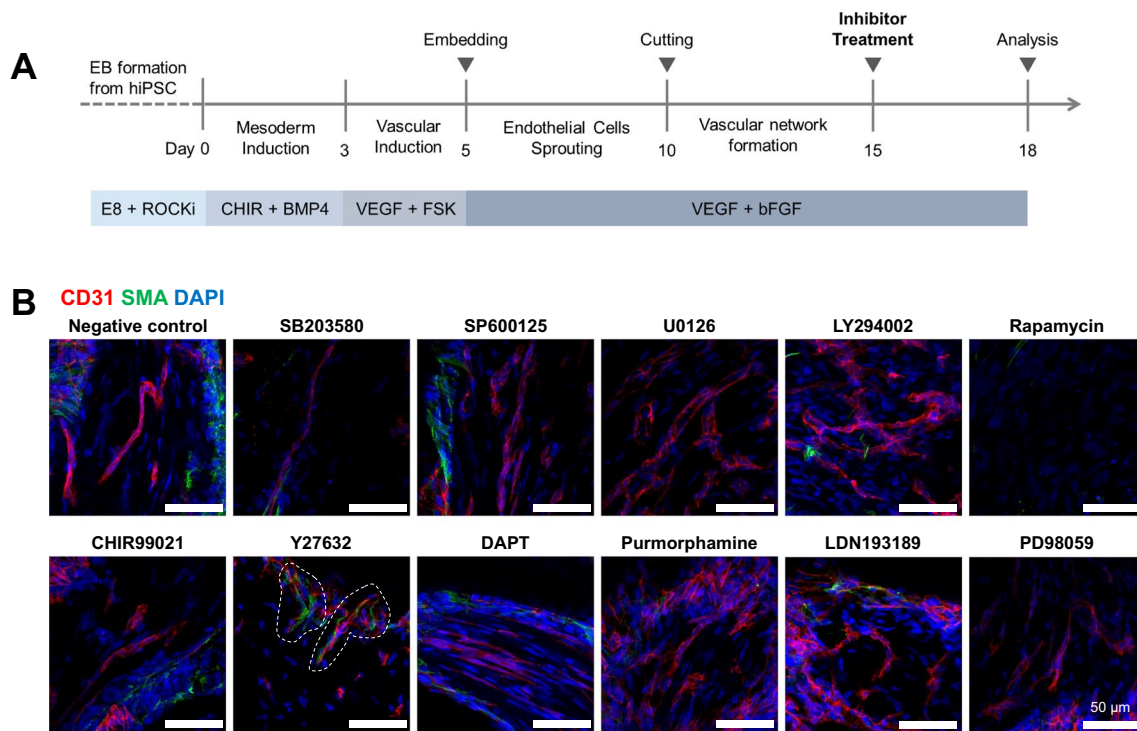 A
EB formation
from hiPSC
Embedding
Cutting
Inhibitor
Treatment
Analysis
Mesoderm
Induction
Vascular
Induction
Endothelial Cells
Sprouting
Vascular network
formation
Day 0
3
5
10
15
18
E8 + ROCKi
CHIR + BMP4
VEGF + FSK
VEGF + bFGF
B
CD31 SMA DAPI
Negative control
SB203580
SP600125
U0126
LY294002
Rapamycin
CHIR99021
Y27632
DAPT
Purmorphamine
LDN193189
PD98059
50 µm